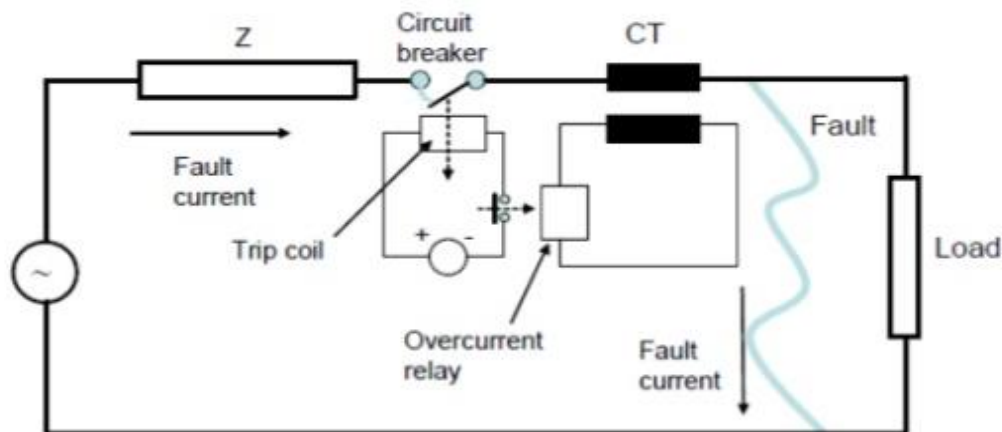 Z
Circuit
breaker
CT
Fault
current
Fault
Trip coil
+
-
~
Load
Overcurrent
relay
Fault
current